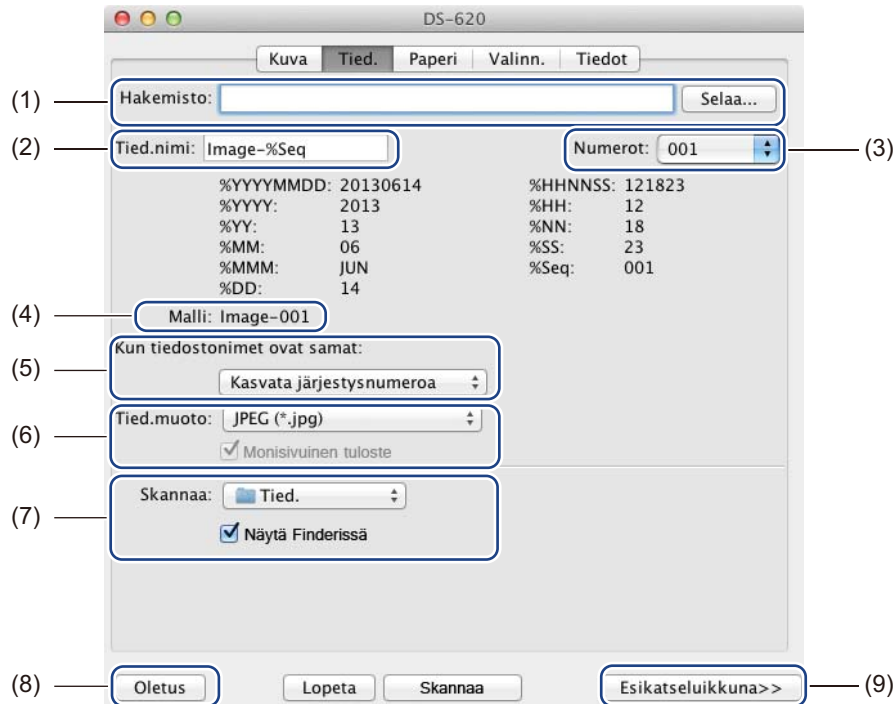 DS-620
Kuva Tied. Paperi Valinn. Tiedot
(1) Hakemisto: Selaa...
(2) Tied.nimi: Image-%Seq Numerot: 001 (3)
%YYYYMMDD: 20130614 %HHNNSS: 121823
%YYYY: 2013 %HH: 12
%YY: 13 %NN: 18
%MM: 06 %SS: 23
%MMM: JUN %Seq: 001
%DD: 14
(4) Malli: Image-001
Kun tiedostonimet ovat samat:
(5) Kasvata järjestysnumeroa
(6) Tied.muoto: JPEG (*.jpg)
Monisivuinen tuloste
(7) Skannaa: Tied.
Näytä Finderissä
(8) Oletus Lopeta Skannaa Esikatseluikkuna>> (9)